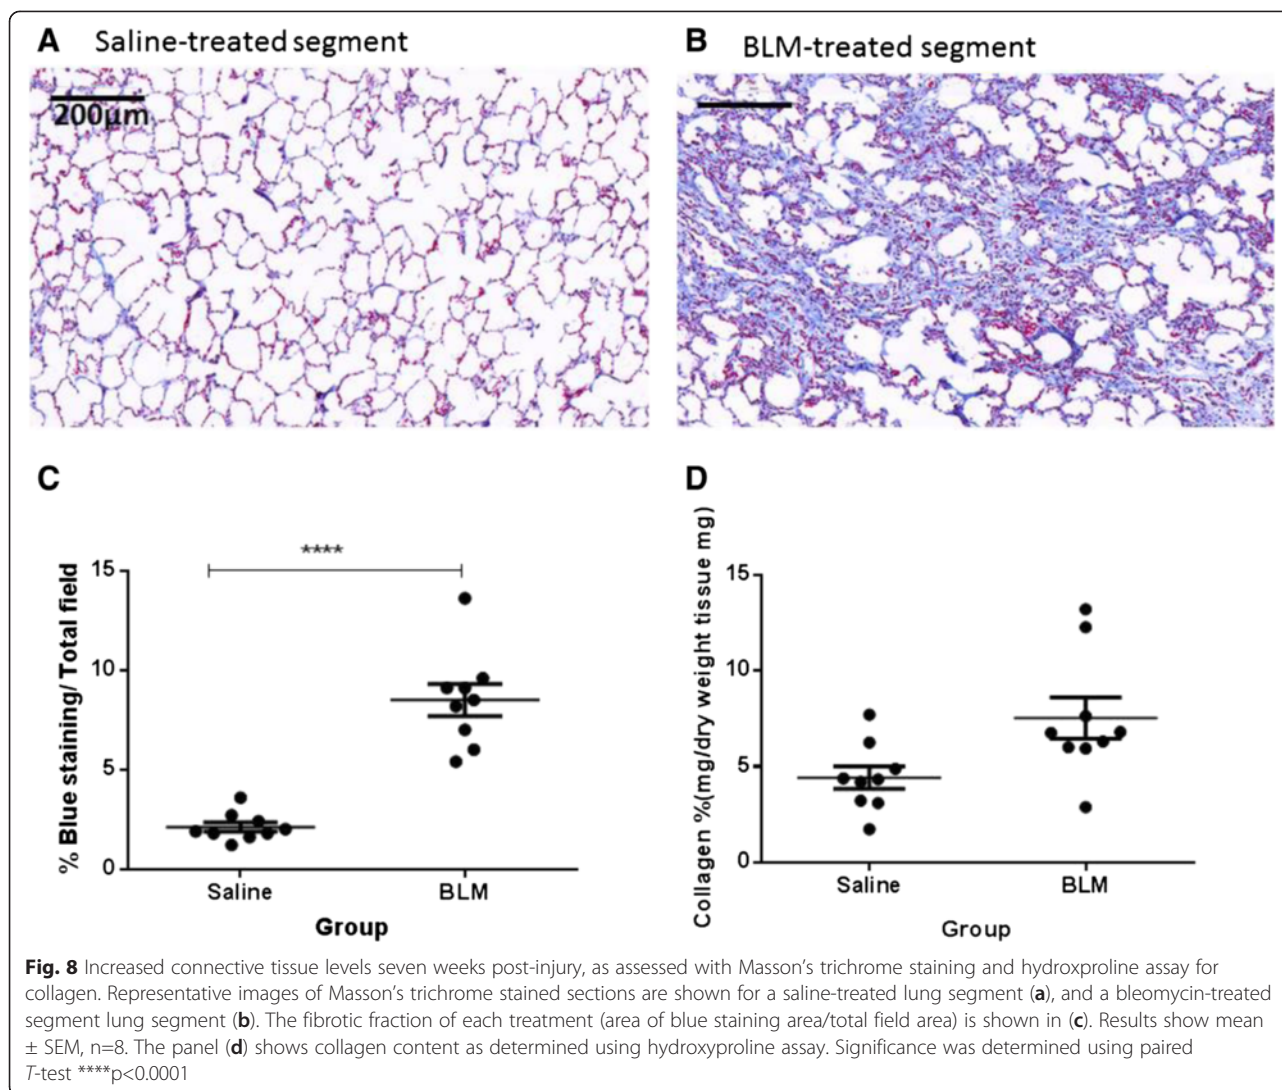 A Saline-treated segment
B BLM-treated segment
200µm
C
D
% Blue staining/ Total field
15
10
5
0
****
Saline
BLM
Group
Collagen %(mg/dry weight tissue mg)
15
10
5
0
Saline
BLM
Group
Fig. 8 Increased connective tissue levels seven weeks post-injury, as assessed with Masson's trichrome staining and hydroxproline assay for
collagen. Representative images of Masson's trichrome stained sections are shown for a saline-treated lung segment (a), and a bleomycin-treated
segment lung segment (b). The fibrotic fraction of each treatment (area of blue staining area/total field area) is shown in (c). Results show mean
± SEM, n=8. The panel (d) shows collagen content as determined using hydroxyproline assay. Significance was determined using paired
T-test ****p<0.0001